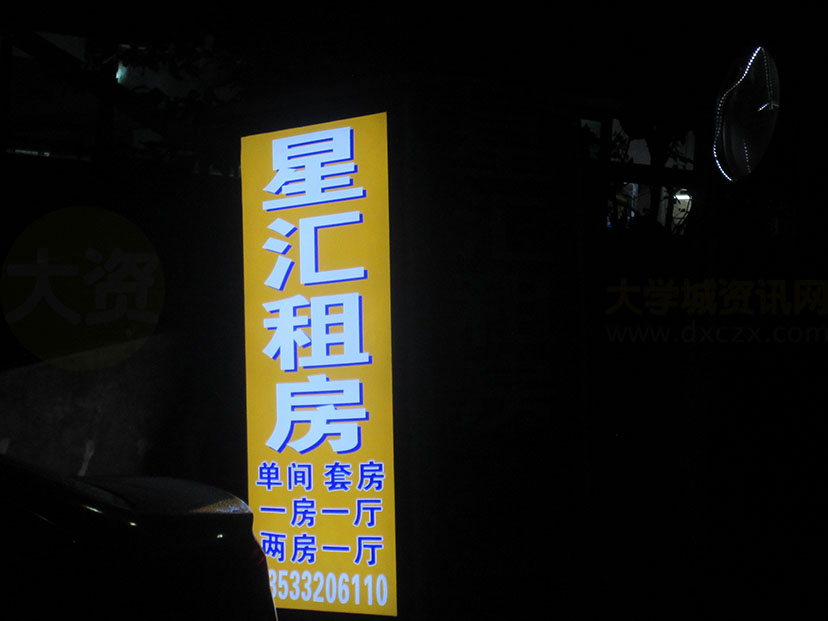 星汇租房
单间 套房
一房一厅
两房一厅
3533206110
大资
大学城资讯网
www.dxczx.com